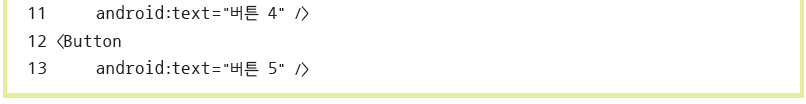 11     android:text="버튼 4" />
12 <Button
13     android:text="버튼 5" />